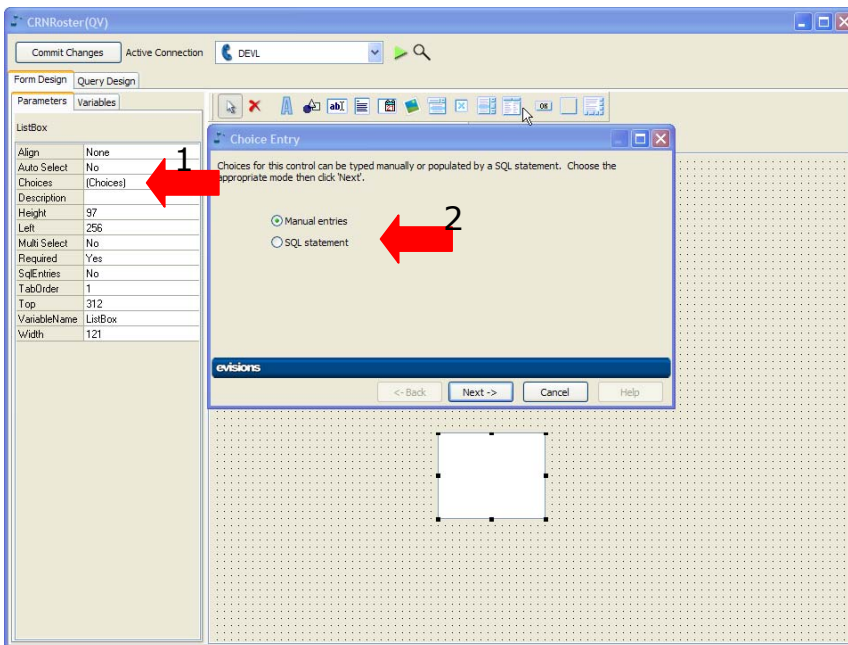 CRNRoster(QV)
Commit Changes Active Connection DEVL
Form Design Query Design
Parameters Variables
ListBox
Align None
Auto Select No
Choices (Choices)
Description
Height 97
Left 256
Multi Select No
Required Yes
SqlEntries No
TabOrder 1
Top 312
VariableName ListBox
Width 121
1
A abI OK
Choice Entry
Choices for this control can be typed manually or populated by a SQL statement. Choose the
appropriate mode then click 'Next'.
Manual entries
SQL statement
2
evisions
<- Back Next -> Cancel Help